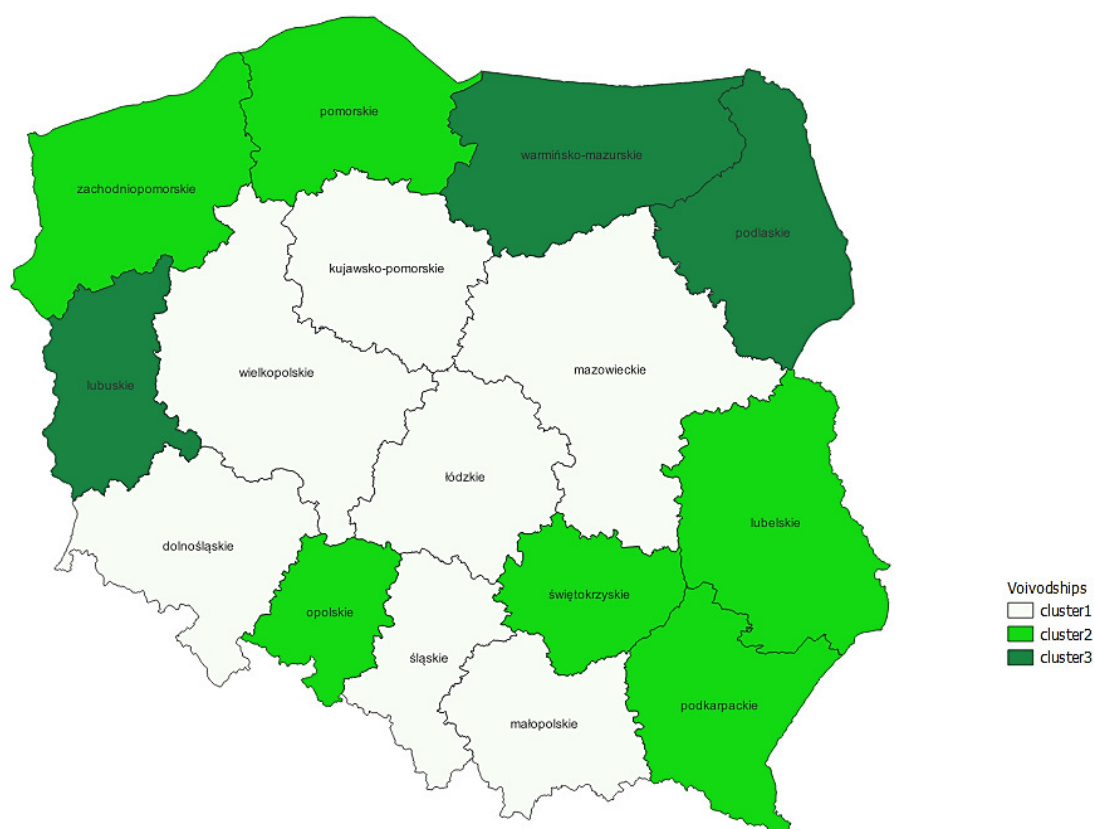 pomorskie
warmińsko-mazurskie
zachodniopomorskie
podlaskie
kujawsko-pomorskie
mazowieckie
wielkopolskie
lubuskie
łódzkie
lubelskie
dolnośląskie
świętokrzyskie
opolskie
śląskie
podkarpackie
małopolskie
Voivodships
cluster1
cluster2
cluster3